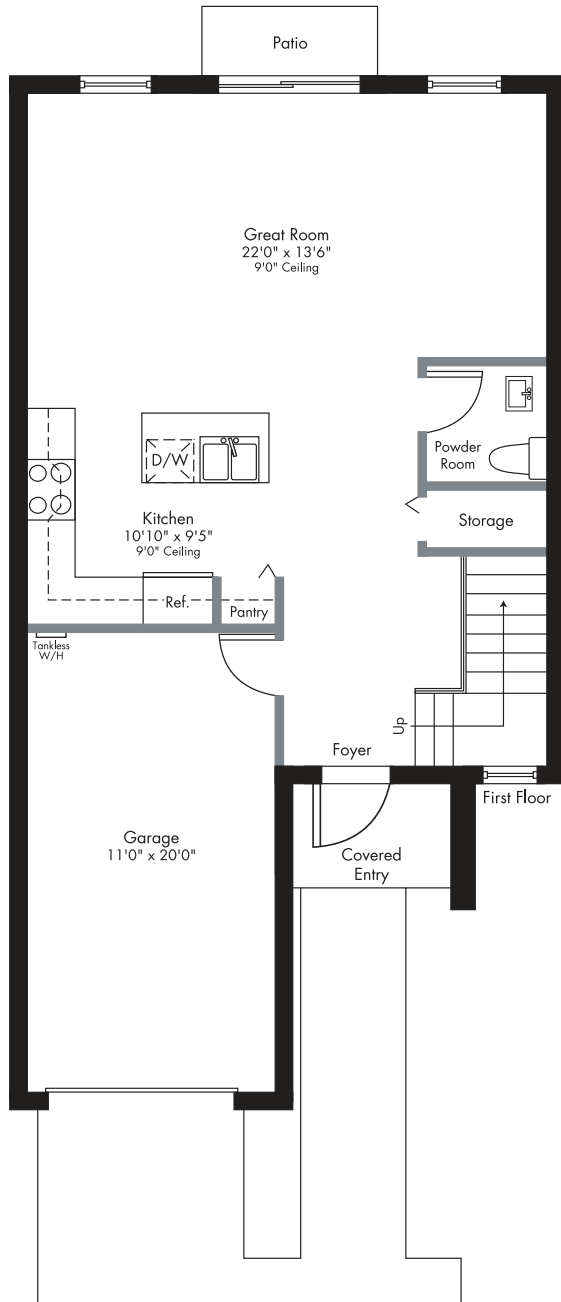 Patio
Great Room
22'0" x 13'6"
9'0" Ceiling
D/W
Powder
Room
Kitchen
10'10" x 9'5"
9'0" Ceiling
Storage
Ref.
Pantry
Tankless
W/H
Up
Foyer
First Floor
Garage
11'0" x 20'0"
Covered
Entry